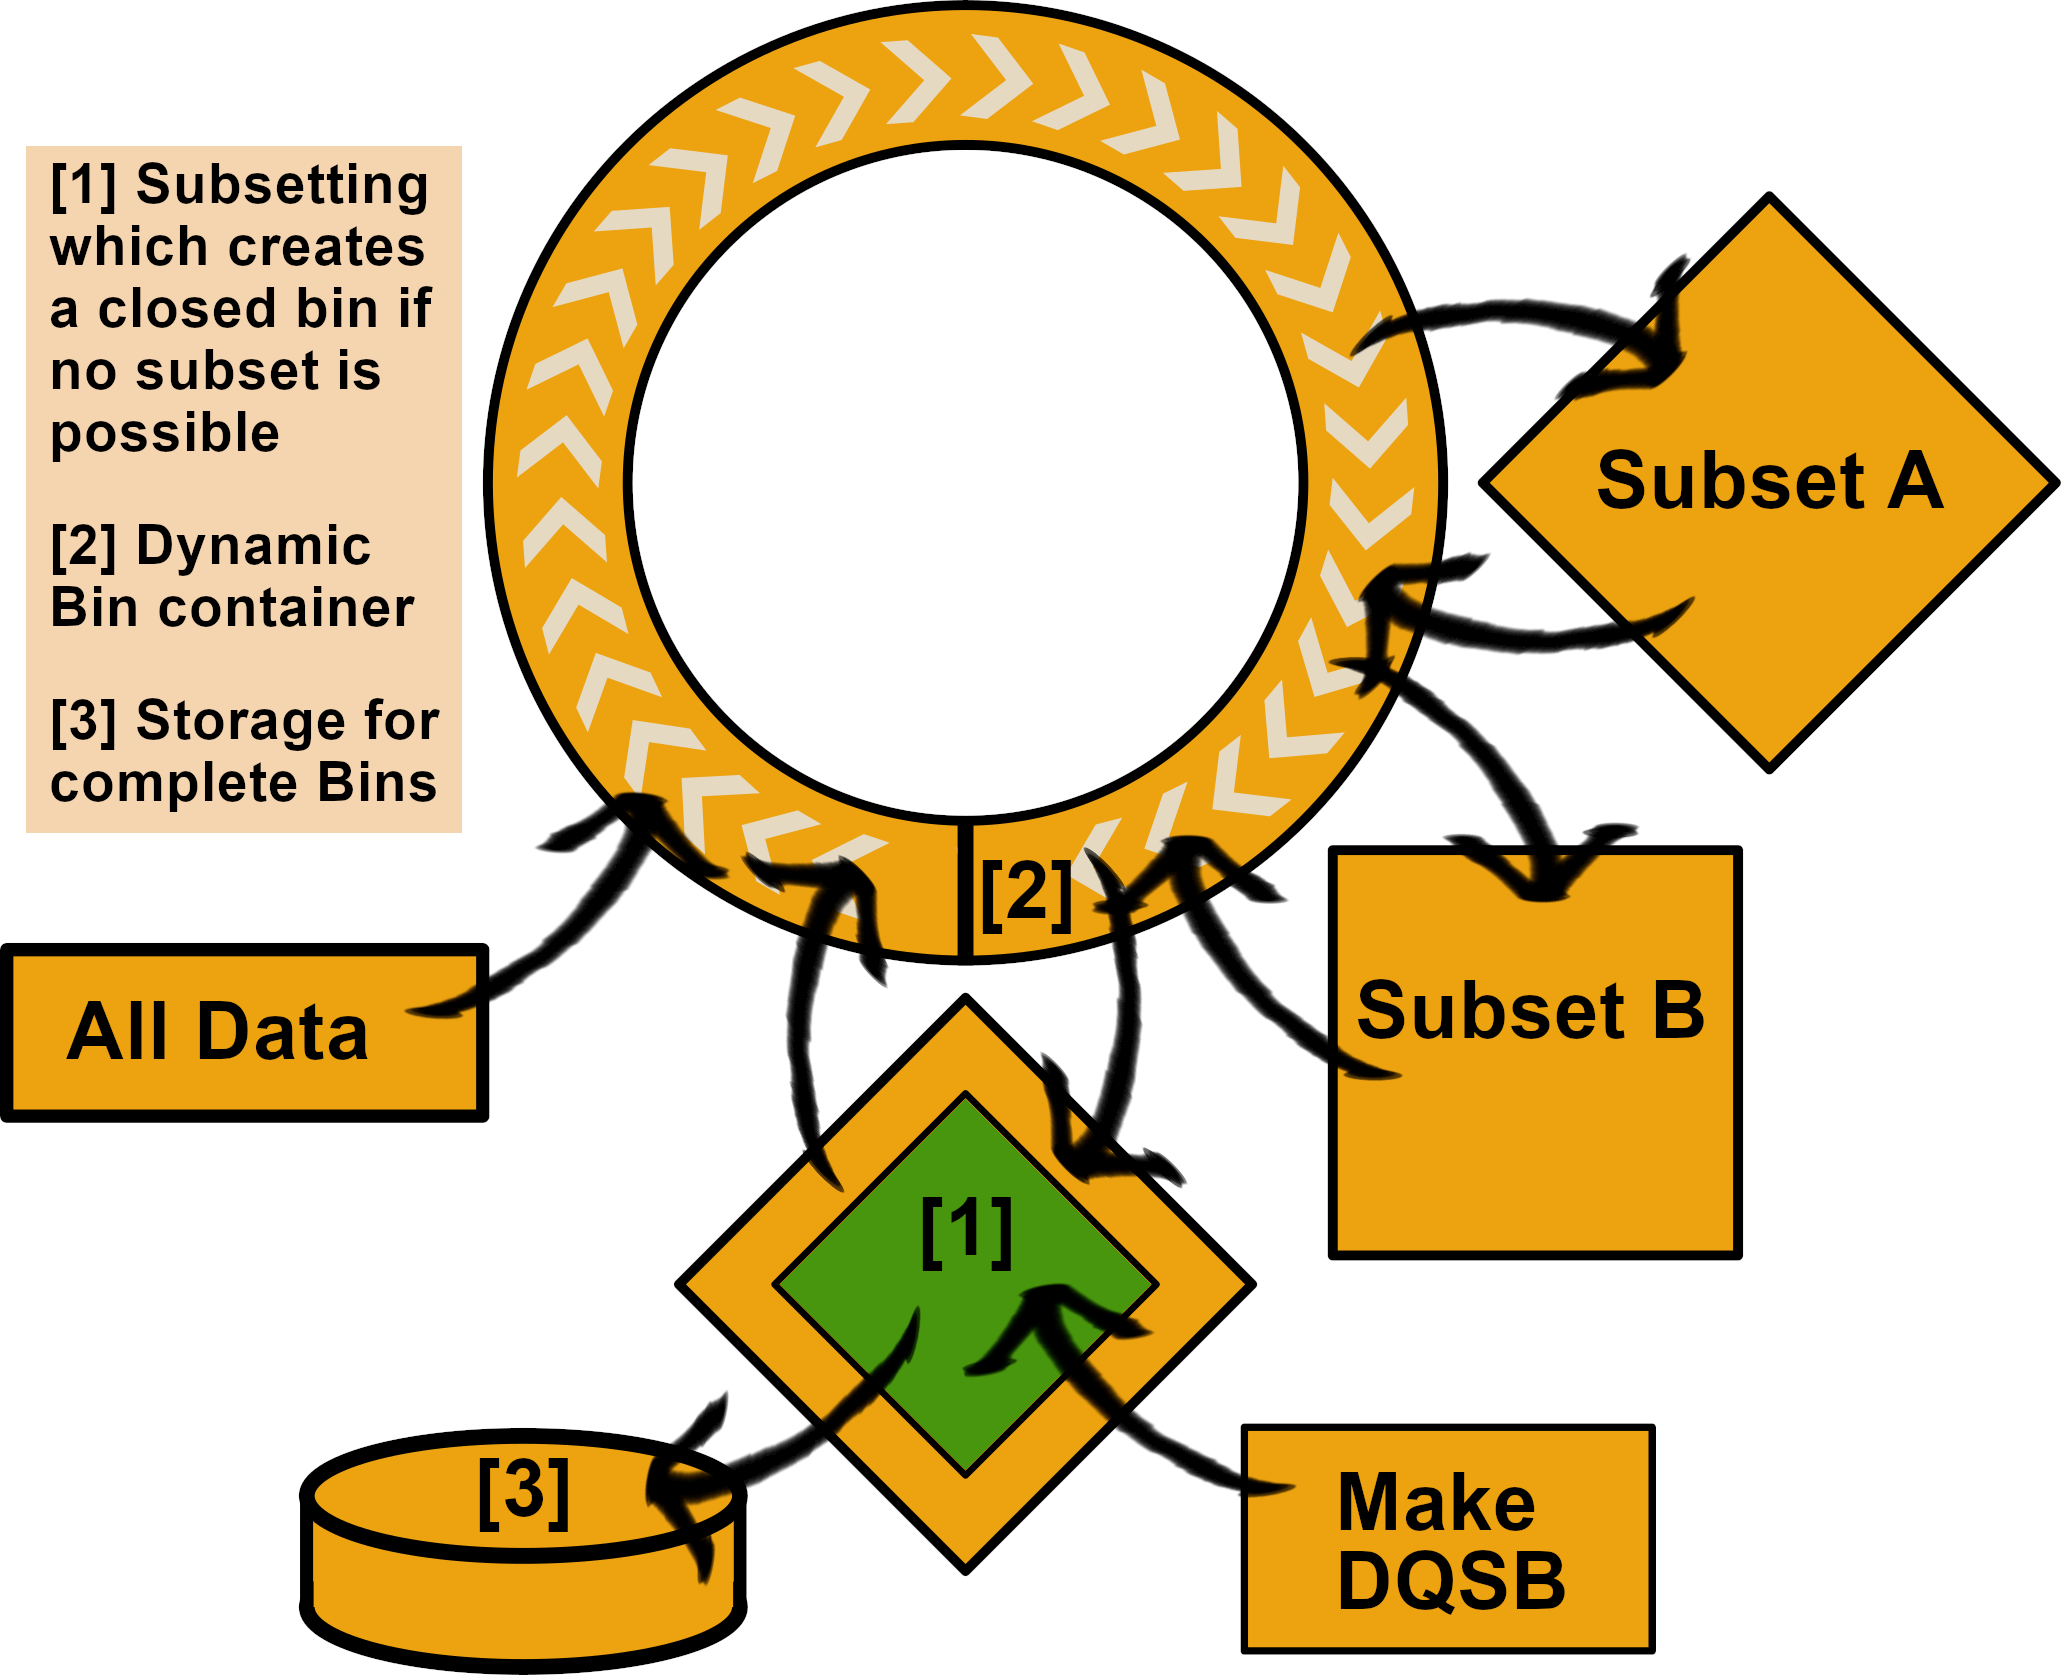 [1] Subsetting
which creates
a closed bin if
no subset is
possible
[2] Dynamic
Bin container
[3] Storage for
complete Bins
Subset A
[2]
All Data
Subset B
[1]
[3]
Make
DQSB